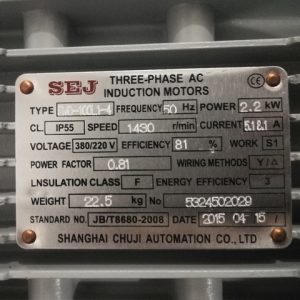 SEJ THREE-PHASE AC INDUCTION MOTORS CE
TYPE FREQUENCY 50 Hz POWER 2.2 kW
CL. IP55 SPEED 1430 r/min CURRENT
VOLTAGE 380/220 V EFFICIENCY 81 % WORK S1
POWER FACTOR 0.81 WIRING METHODS Y/△
LNSULATION CLASS F ENERGY EFFICIENCY 3
WEIGHT 22.5 kg No 5324502029
STANDARD NO. JB/T8680-2008 DATE 2015 04 15
SHANGHAI CHUJI AUTOMATION CO., LTD